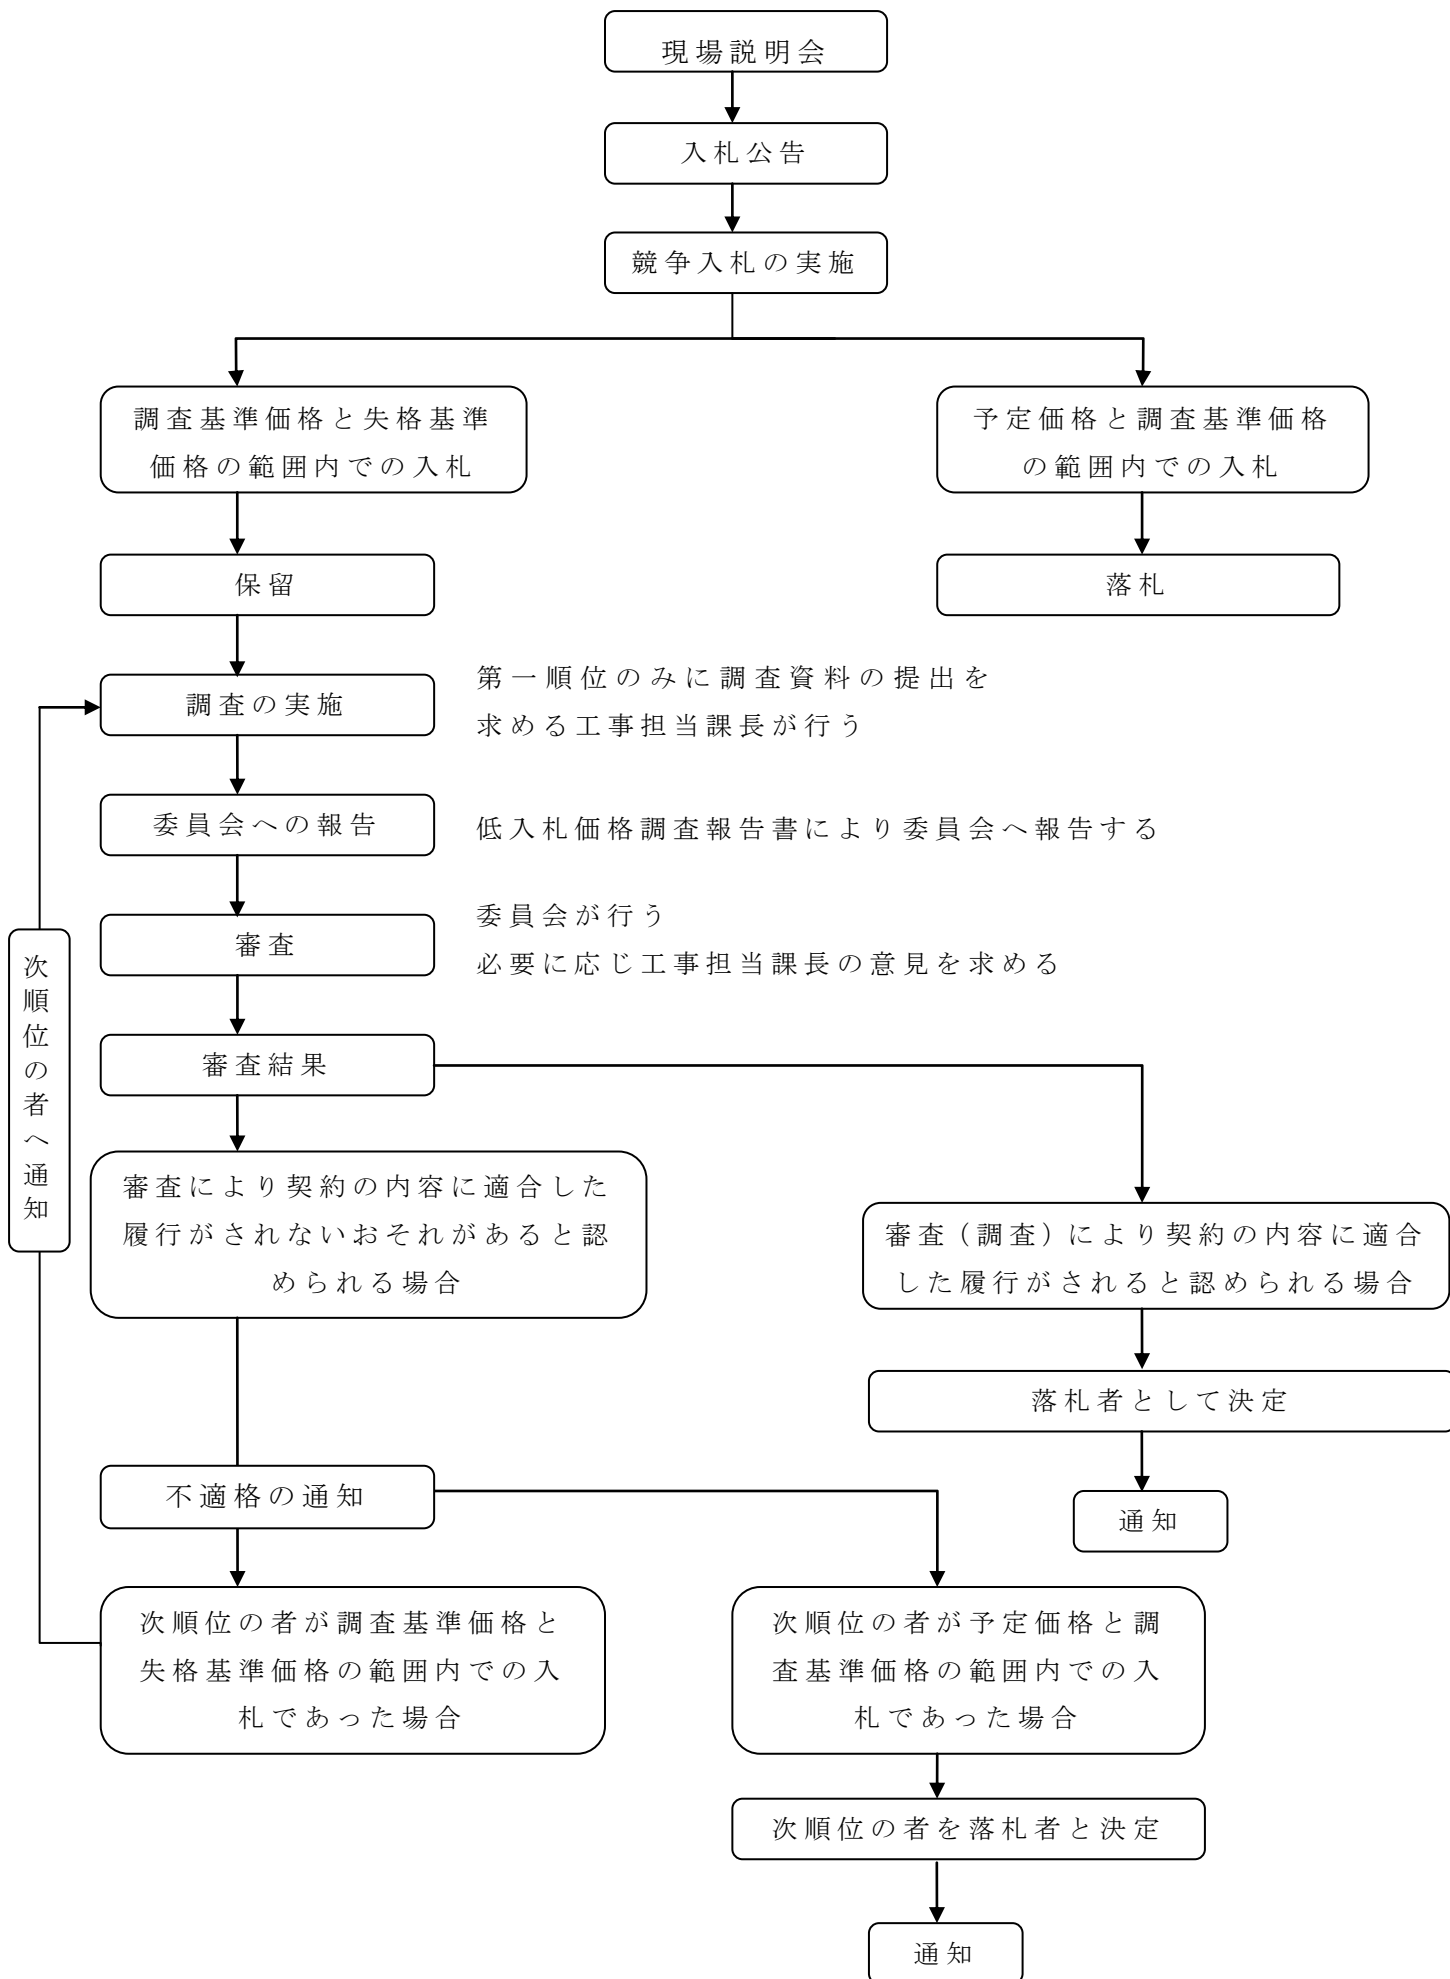 現場説明会
入札公告
競争入札の実施
調査基準価格と失格基準
価格の範囲内での入札
予定価格と調査基準価格
の範囲内での入札
保留
落札
調査の実施
第一順位のみに調査資料の提出を
求める工事担当課長が行う
委員会への報告
低入札価格調査報告書により委員会へ報告する
審査
委員会が行う
必要に応じ工事担当課長の意見を求める
次順位の者へ通知
審査結果
審査により契約の内容に適合した
履行がされないおそれがあると認
められる場合
審査(調査)により契約の内容に適合
した履行がされると認められる場合
落札者として決定
不適格の通知
通知
次順位の者が調査基準価格と
失格基準価格の範囲内での入
札であった場合
次順位の者が予定価格と調
査基準価格の範囲内での入
札であった場合
次順位の者を落札者と決定
通知